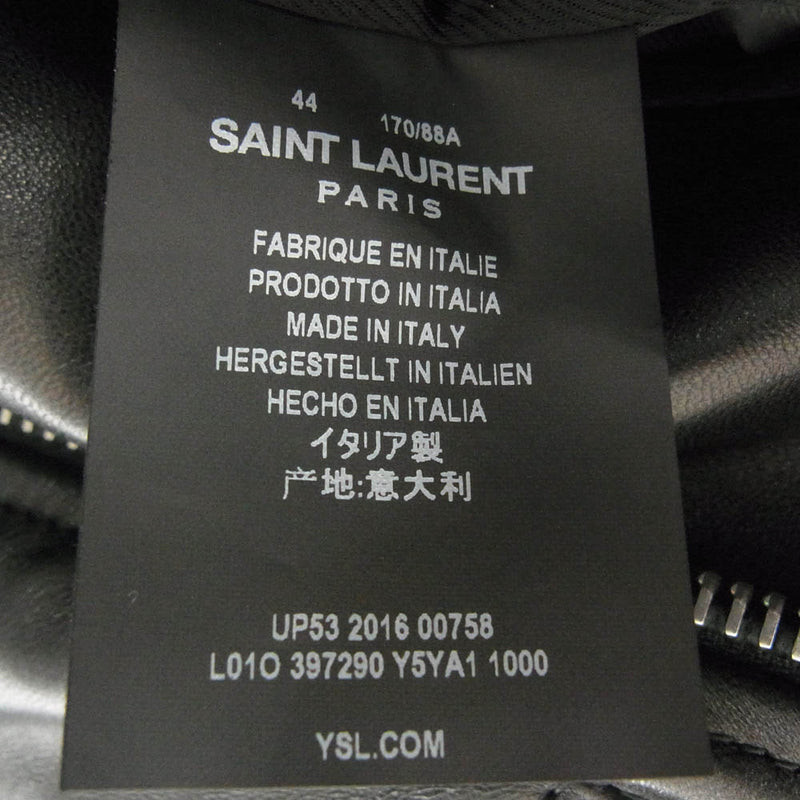 44 170/88A
SAINT LAURENT
PARIS
FABRIQUE EN ITALIE
PRODOTTO IN ITALIA
MADE IN ITALY
HERGESTELLT IN ITALIEN
HECHO EN ITALIA
イタリア製
产地:意大利
UP53 2016 00758
L01O 397290 Y5YA1 1000
YSL.COM